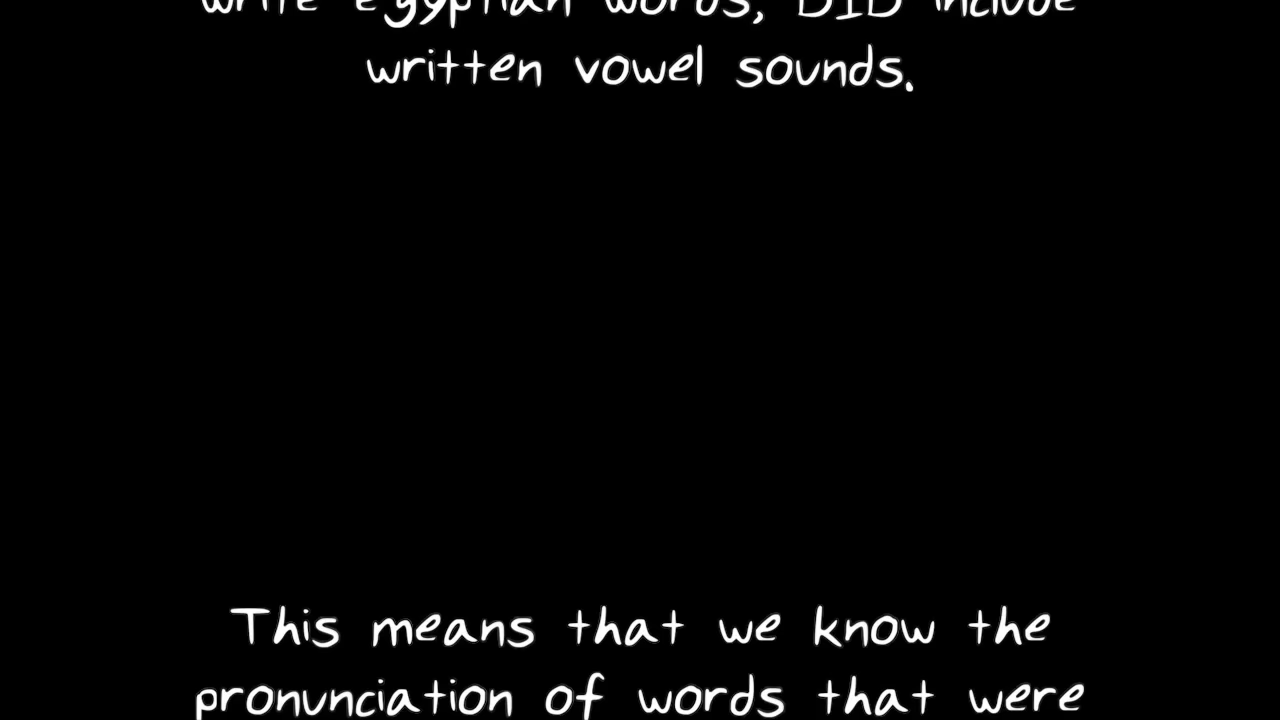 write egyptian words, DID include
written vowel sounds.
This means that we know the
pronunciation of words that were